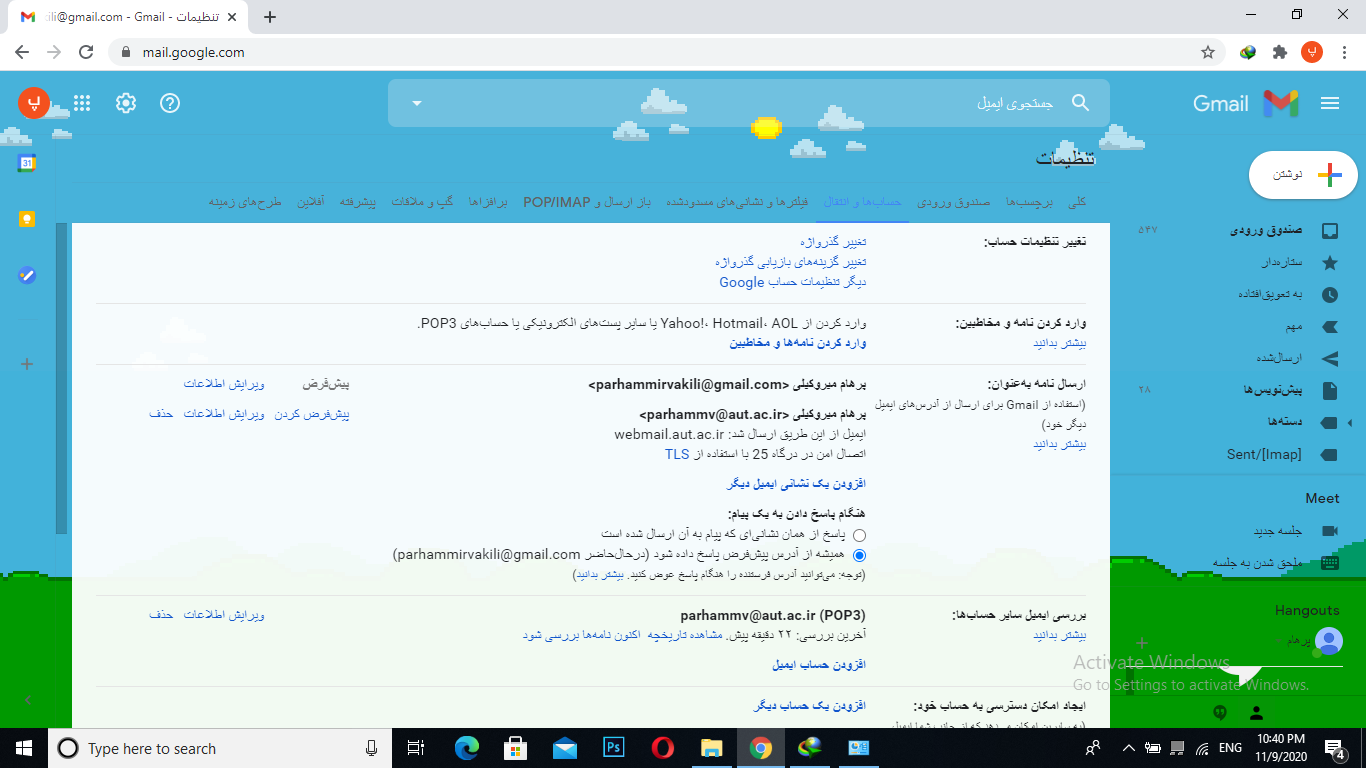 تنظیمات - ili@gmail.com - Gmail
mail.google.com
Gmail
جستجوی ایمیل
پ
تنظیمات
کلی برچسب‌ها صندوق ورودی حساب‌ها و انتقال فیلترها و نشانی‌های مسدودشده باز ارسال و POP/IMAP برافزاها گپ و ملاقات پیشرفته آفلاین طرح‌های زمینه
نوشتن
صندوق ورودی ۵۴۷
ستاره‌دار
به تعویق‌افتاده
مهم
ارسال‌شده
پیش‌نویس‌ها ۲۸
دسته‌ها
[Imap]/Sent
Meet
جلسه جدید
ملحق شدن به جلسه
Hangouts
پرهام
تغییر تنظیمات حساب:
تغییر گذرواژه
تغییر گزینه‌های بازیابی گذرواژه
دیگر تنظیمات حساب Google
وارد کردن نامه و مخاطبین:
بیشتر بدانید
وارد کردن از Yahoo!، Hotmail، AOL یا سایر پست‌های الکترونیکی یا حساب‌های POP3.
وارد کردن نامه‌ها و مخاطبین
ارسال نامه به‌عنوان:
(استفاده از Gmail برای ارسال از آدرس‌های ایمیل
دیگر خود)
بیشتر بدانید
پرهام میروکیلی <parhammirvakili@gmail.com> پیش‌فرض ویرایش اطلاعات
پرهام میروکیلی <parhammv@aut.ac.ir> پیش‌فرض کردن ویرایش اطلاعات حذف
ایمیل از این طریق ارسال شد: webmail.aut.ac.ir
اتصال امن در درگاه 25 با استفاده از TLS
افزودن یک نشانی ایمیل دیگر
هنگام پاسخ دادن به یک پیام:
پاسخ از همان نشانی‌ای که پیام به آن ارسال شده است
همیشه از آدرس پیش‌فرض پاسخ داده شود (درحال‌حاضر parhammirvakili@gmail.com)
(توجه: می‌توانید آدرس فرستنده را هنگام پاسخ عوض کنید. بیشتر بدانید)
بررسی ایمیل سایر حساب‌ها:
بیشتر بدانید
parhammv@aut.ac.ir (POP3) ویرایش اطلاعات حذف
آخرین بررسی: ۲۲ دقیقه پیش. مشاهده تاریخچه اکنون نامه‌ها بررسی شود
افزودن حساب ایمیل
ایجاد امکان دسترسی به حساب خود:
افزودن یک حساب دیگر
Activate Windows
Go to Settings to activate Windows.
Type here to search
Ps
ENG
10:40 PM
11/9/2020
4
31